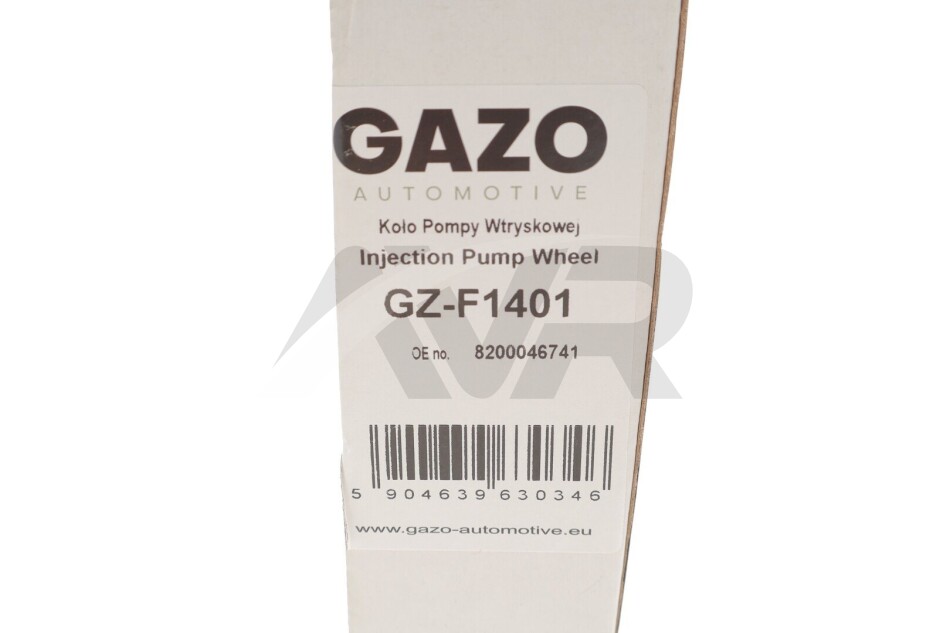 GAZO
AUTOMOTIVE
Koło Pompy Wtryskowej
Injection Pump Wheel
GZ-F1401
OE no. 8200046741
5 904639 630346
www.gazo-automotive.eu